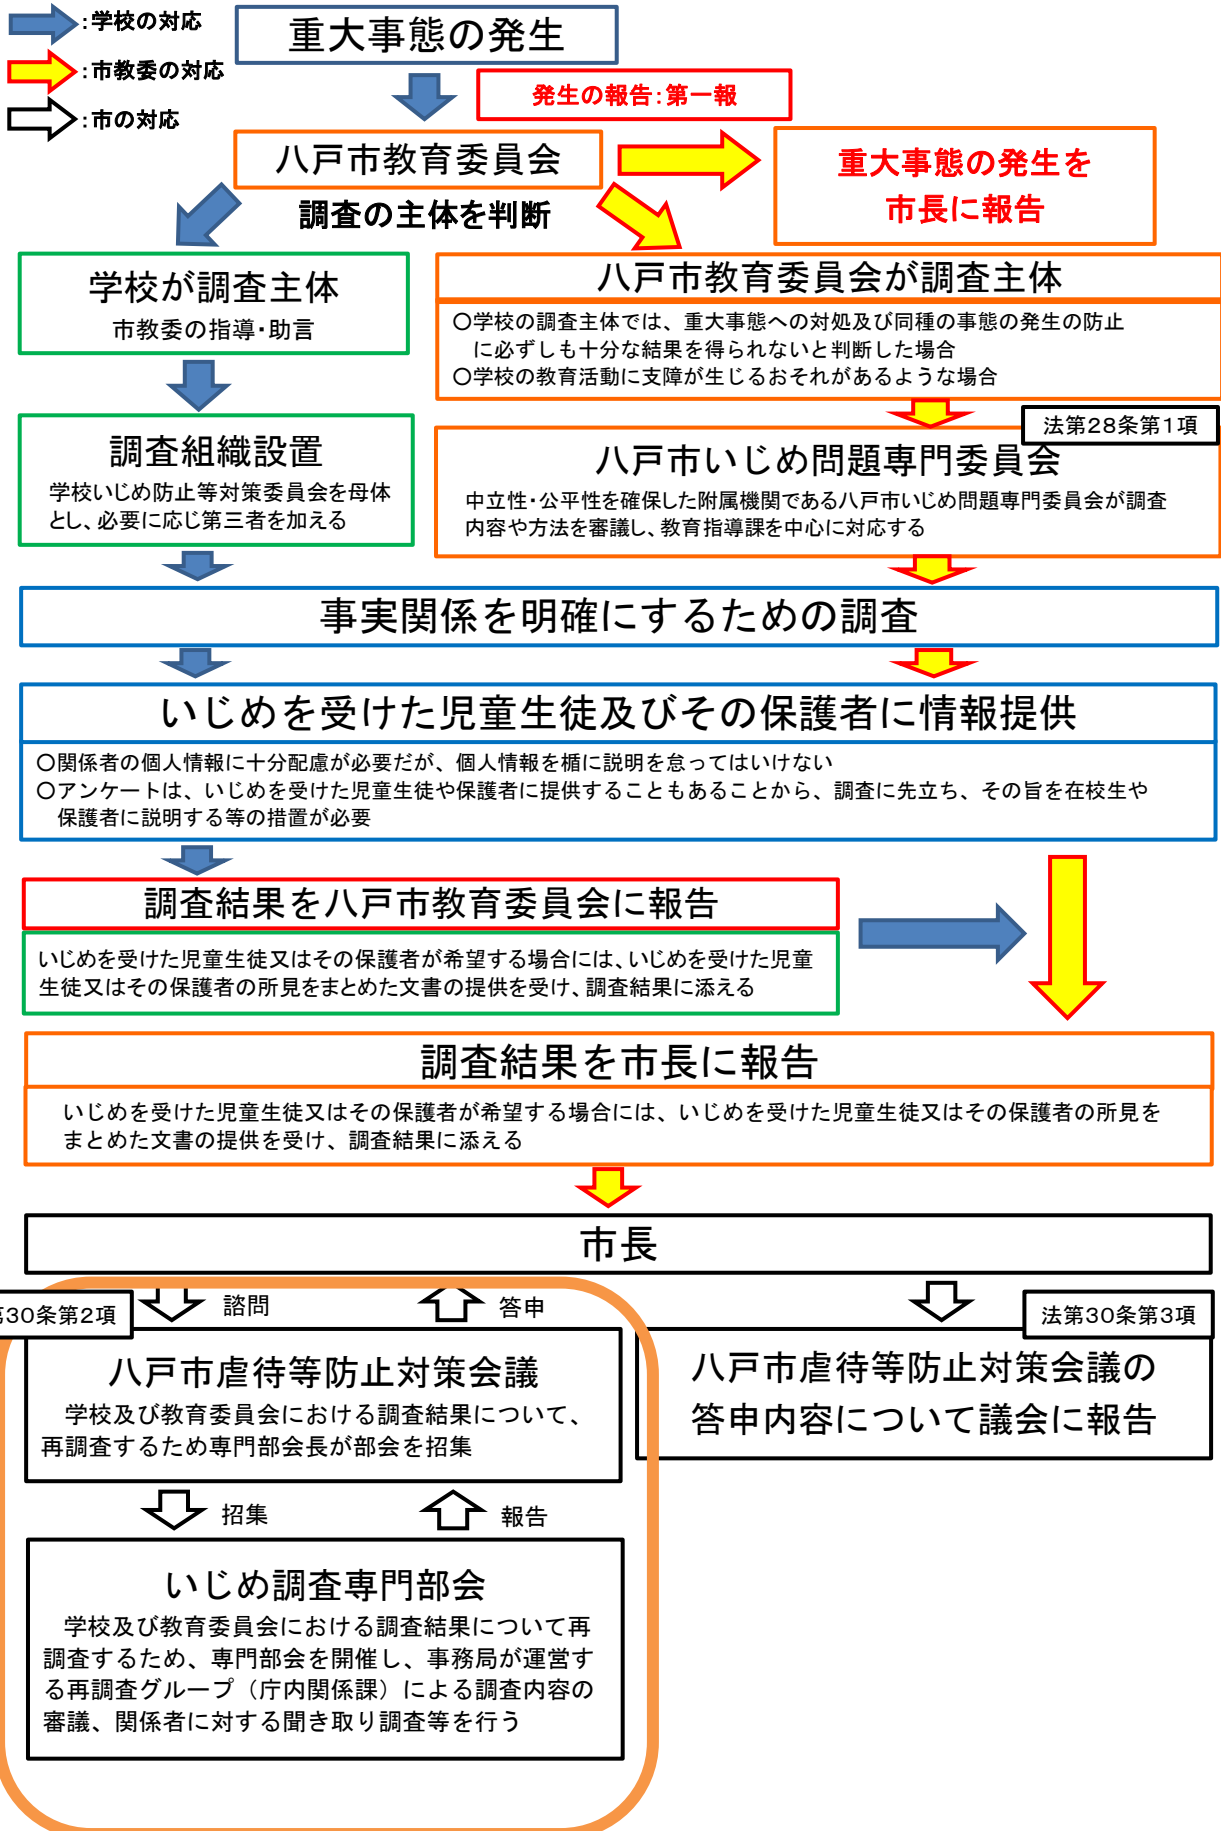 :学校の対応
:市教委の対応
:市の対応
重大事態の発生
発生の報告:第一報
八戸市教育委員会
重大事態の発生を
市長に報告
調査の主体を判断
学校が調査主体
市教委の指導・助言
八戸市教育委員会が調査主体
○学校の調査主体では、重大事態への対処及び同種の事態の発生の防止
に必ずしも十分な結果を得られないと判断した場合
○学校の教育活動に支障が生じるおそれがあるような場合
法第28条第1項
調査組織設置
学校いじめ防止等対策委員会を母体
とし、必要に応じ第三者を加える
八戸市いじめ問題専門委員会
中立性・公平性を確保した附属機関である八戸市いじめ問題専門委員会が調査
内容や方法を審議し、教育指導課を中心に対応する
事実関係を明確にするための調査
いじめを受けた児童生徒及びその保護者に情報提供
○関係者の個人情報に十分配慮が必要だが、個人情報を楯に説明を怠ってはいけない
○アンケートは、いじめを受けた児童生徒や保護者に提供することもあることから、調査に先立ち、その旨を在校生や
保護者に説明する等の措置が必要
調査結果を八戸市教育委員会に報告
いじめを受けた児童生徒又はその保護者が希望する場合には、いじめを受けた児童
生徒又はその保護者の所見をまとめた文書の提供を受け、調査結果に添える
調査結果を市長に報告
いじめを受けた児童生徒又はその保護者が希望する場合には、いじめを受けた児童生徒又はその保護者の所見を
まとめた文書の提供を受け、調査結果に添える
市長
第30条第2項
諮問
答申
法第30条第3項
八戸市虐待等防止対策会議
学校及び教育委員会における調査結果について、
再調査するため専門部会長が部会を招集
八戸市虐待等防止対策会議の
答申内容について議会に報告
招集
報告
いじめ調査専門部会
学校及び教育委員会における調査結果について再
調査するため、専門部会を開催し、事務局が運営す
る再調査グループ（庁内関係課）による調査内容の
審議、関係者に対する聞き取り調査等を行う